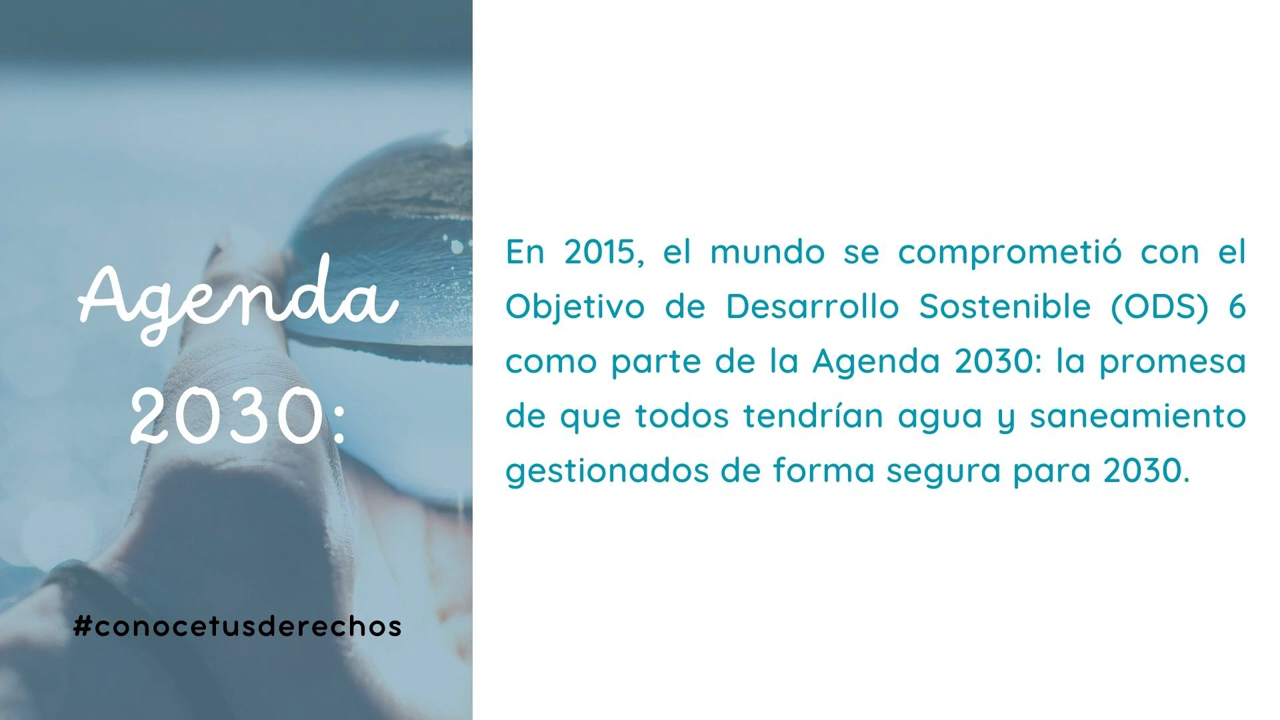 Agenda
2030:
#conocetusderechos
En 2015, el mundo se comprometió con el
Objetivo de Desarrollo Sostenible (ODS) 6
como parte de la Agenda 2030: la promesa
de que todos tendrían agua y saneamiento
gestionados de forma segura para 2030.